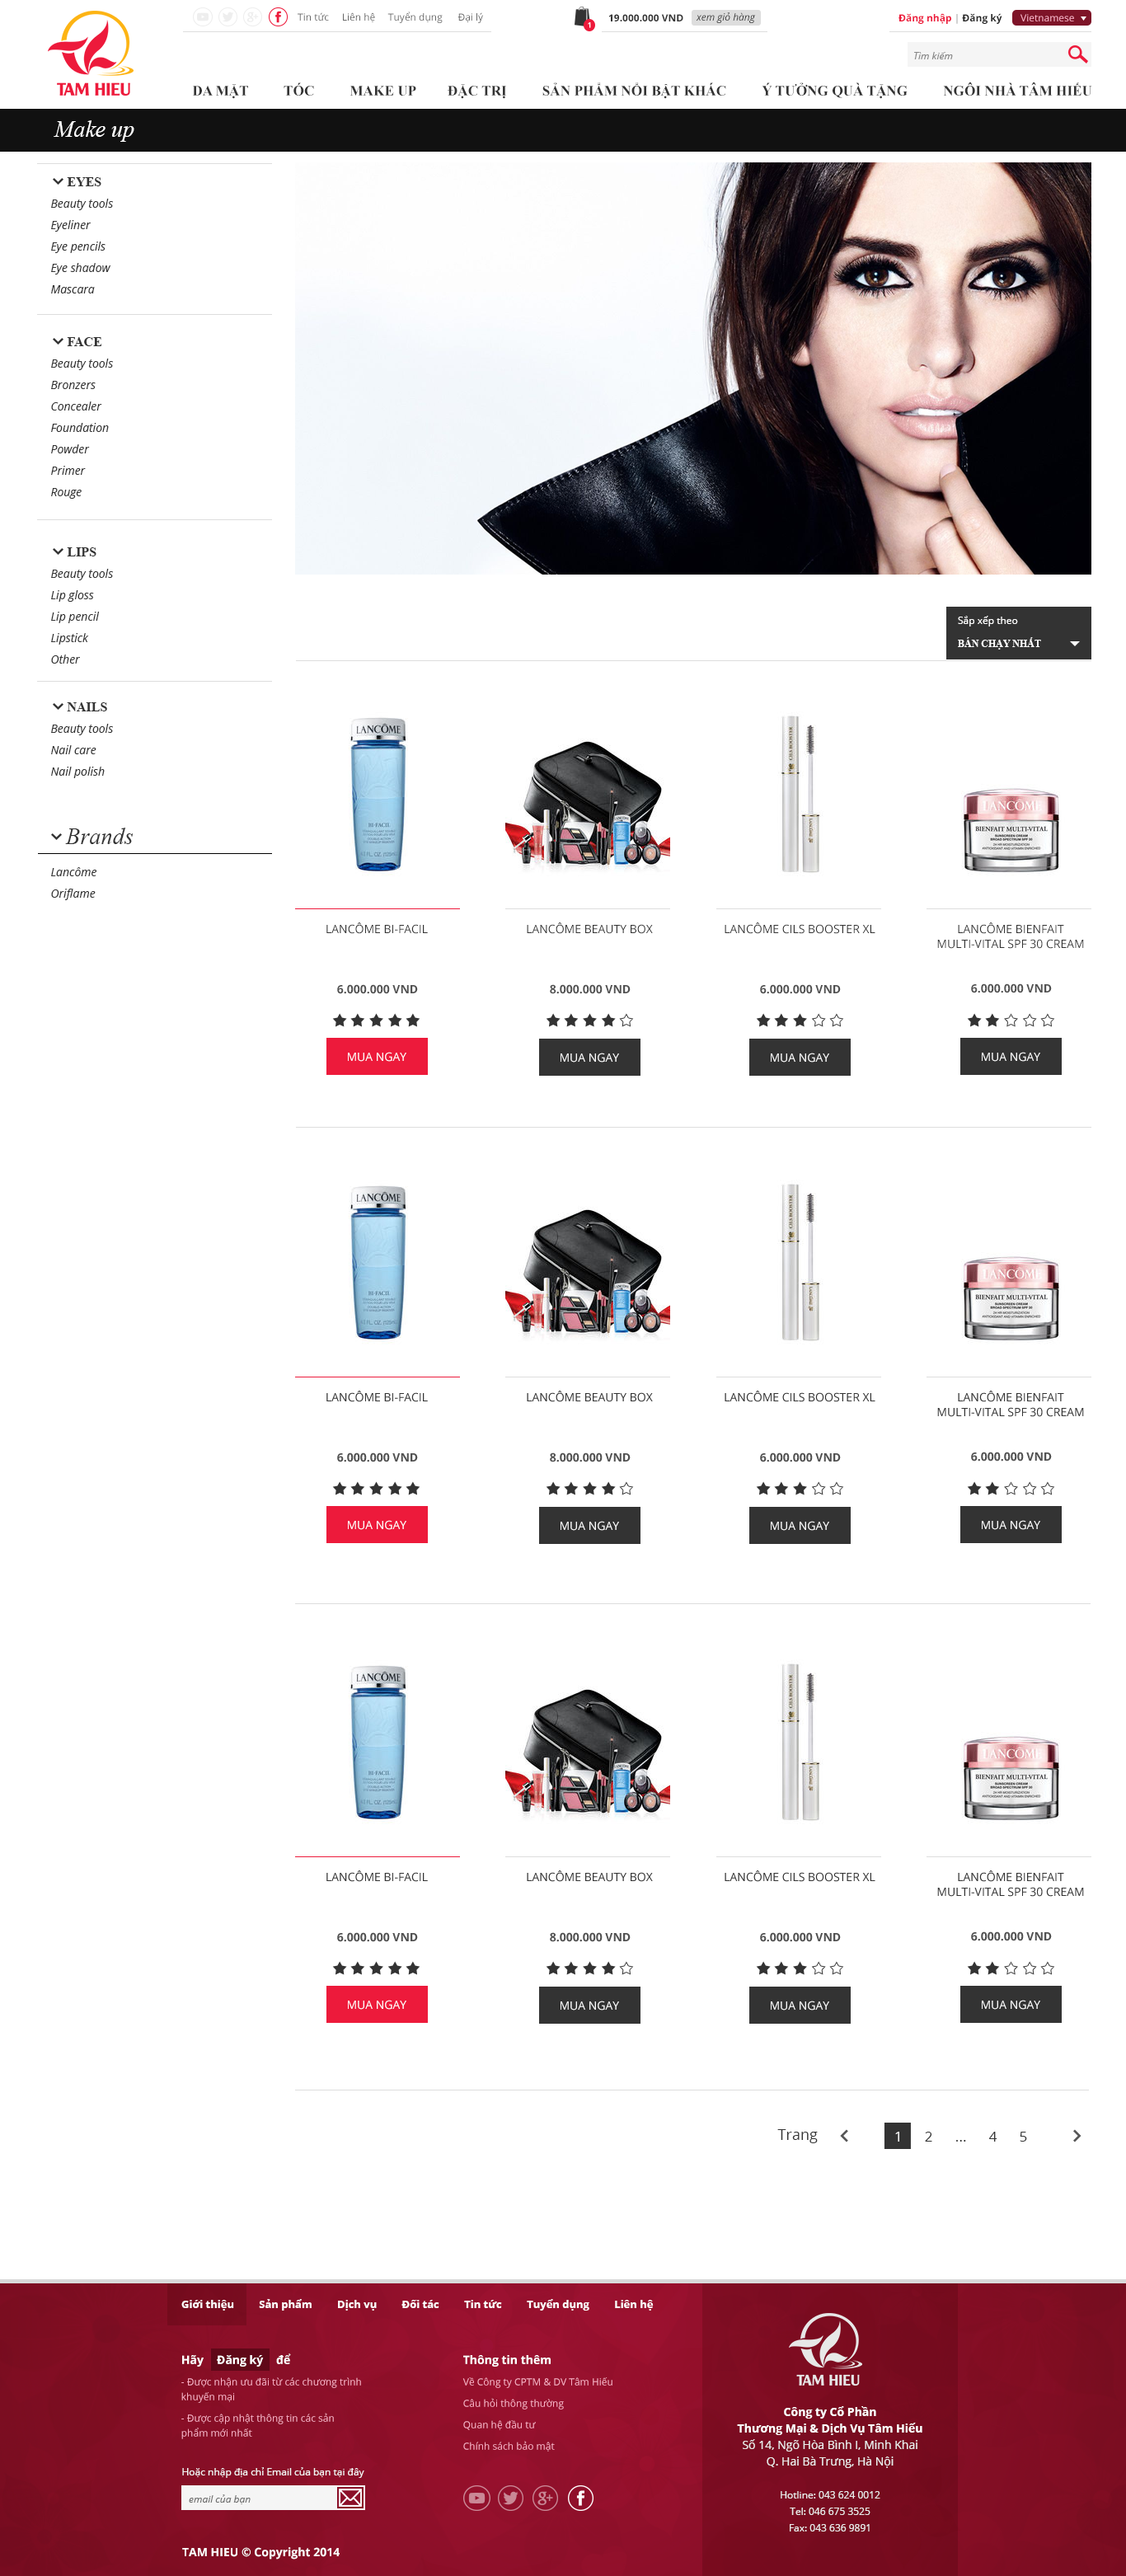 Tin tức Liên hệ Tuyển dụng Đại lý
1 19.000.000 VND xem giỏ hàng
Đăng nhập | Đăng ký Vietnamese
Tìm kiếm
TAM HIEU
DA MẶT TÓC MAKE UP ĐẶC TRỊ SẢN PHẨM NỔI BẬT KHÁC Ý TƯỞNG QUÀ TẶNG NGÔI NHÀ TÂM HIẾU
Make up
EYES
Beauty tools
Eyeliner
Eye pencils
Eye shadow
Mascara
FACE
Beauty tools
Bronzers
Concealer
Foundation
Powder
Primer
Rouge
LIPS
Beauty tools
Lip gloss
Lip pencil
Lipstick
Other
NAILS
Beauty tools
Nail care
Nail polish
Brands
Lancôme
Oriflame
Sắp xếp theo
BÁN CHẠY NHẤT
LANCÔME BI-FACIL LANCÔME BEAUTY BOX LANCÔME CILS BOOSTER XL LANCÔME BIENFAIT
MULTI-VITAL SPF 30 CREAM
6.000.000 VND 8.000.000 VND 6.000.000 VND 6.000.000 VND
MUA NGAY MUA NGAY MUA NGAY MUA NGAY
LANCÔME BI-FACIL LANCÔME BEAUTY BOX LANCÔME CILS BOOSTER XL LANCÔME BIENFAIT
MULTI-VITAL SPF 30 CREAM
6.000.000 VND 8.000.000 VND 6.000.000 VND 6.000.000 VND
MUA NGAY MUA NGAY MUA NGAY MUA NGAY
LANCÔME BI-FACIL LANCÔME BEAUTY BOX LANCÔME CILS BOOSTER XL LANCÔME BIENFAIT
MULTI-VITAL SPF 30 CREAM
6.000.000 VND 8.000.000 VND 6.000.000 VND 6.000.000 VND
MUA NGAY MUA NGAY MUA NGAY MUA NGAY
Trang 1 2 ... 4 5
Giới thiệu Sản phẩm Dịch vụ Đối tác Tin tức Tuyển dụng Liên hệ
Hãy Đăng ký để
- Được nhận ưu đãi từ các chương trình
khuyến mại
- Được cập nhật thông tin các sản
phẩm mới nhất
Hoặc nhập địa chỉ Email của bạn tại đây
email của bạn
TAM HIEU © Copyright 2014
Thông tin thêm
Về Công ty CPTM & DV Tâm Hiếu
Câu hỏi thông thường
Quan hệ đầu tư
Chính sách bảo mật
TAM HIEU
Công ty Cổ Phần
Thương Mại & Dịch Vụ Tâm Hiếu
Số 14, Ngõ Hòa Bình I, Minh Khai
Q. Hai Bà Trưng, Hà Nội
Hotline: 043 624 0012
Tel: 046 675 3525
Fax: 043 636 9891